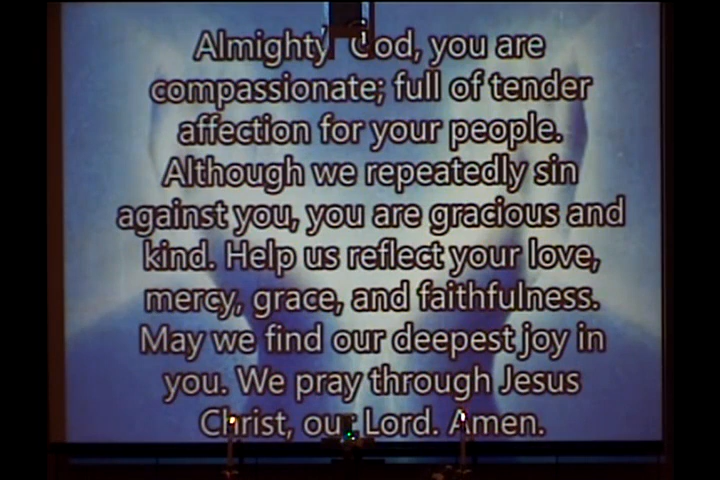 Almighty God, you are
compassionate; full of tender
affection for your people.
Although we repeatedly sin
against you, you are gracious and
kind. Help us reflect your love,
mercy, grace, and faithfulness.
May we find our deepest joy in
you. We pray through Jesus
Christ, our Lord. Amen.